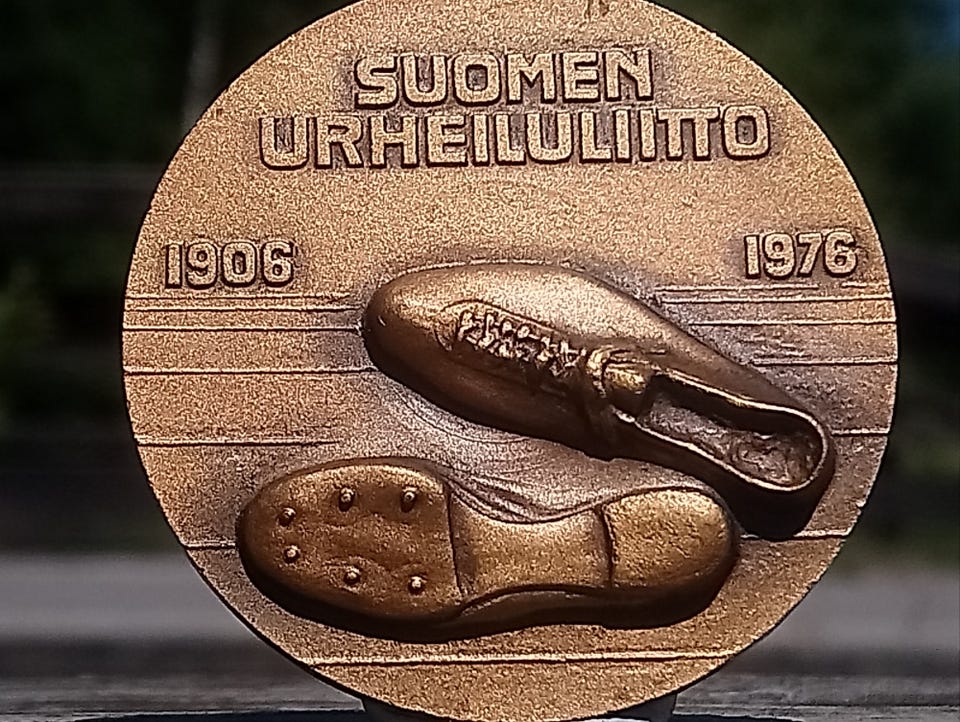 SUOMEN
URHEILULIITTO
1906 1976